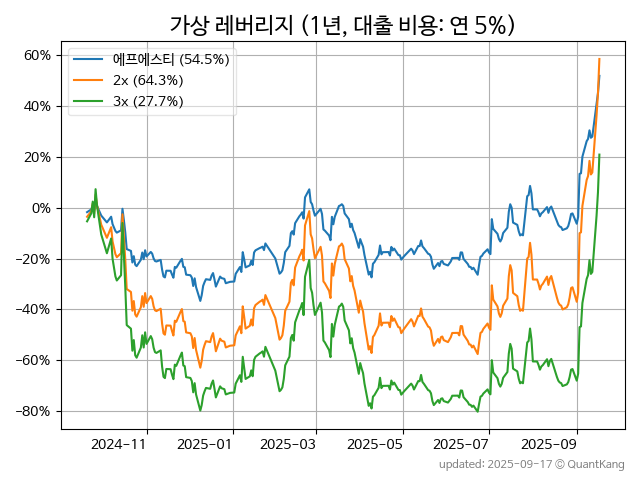 가상 레버리지 (1년, 대출 비용: 연 5%)
에프에스티 (54.5%)
2x (64.3%)
3x (27.7%)
60%
40%
20%
0%
−20%
−40%
−60%
−80%
2024-11
2025-01
2025-03
2025-05
2025-07
2025-09
updated: 2025-09-17 © QuantKang